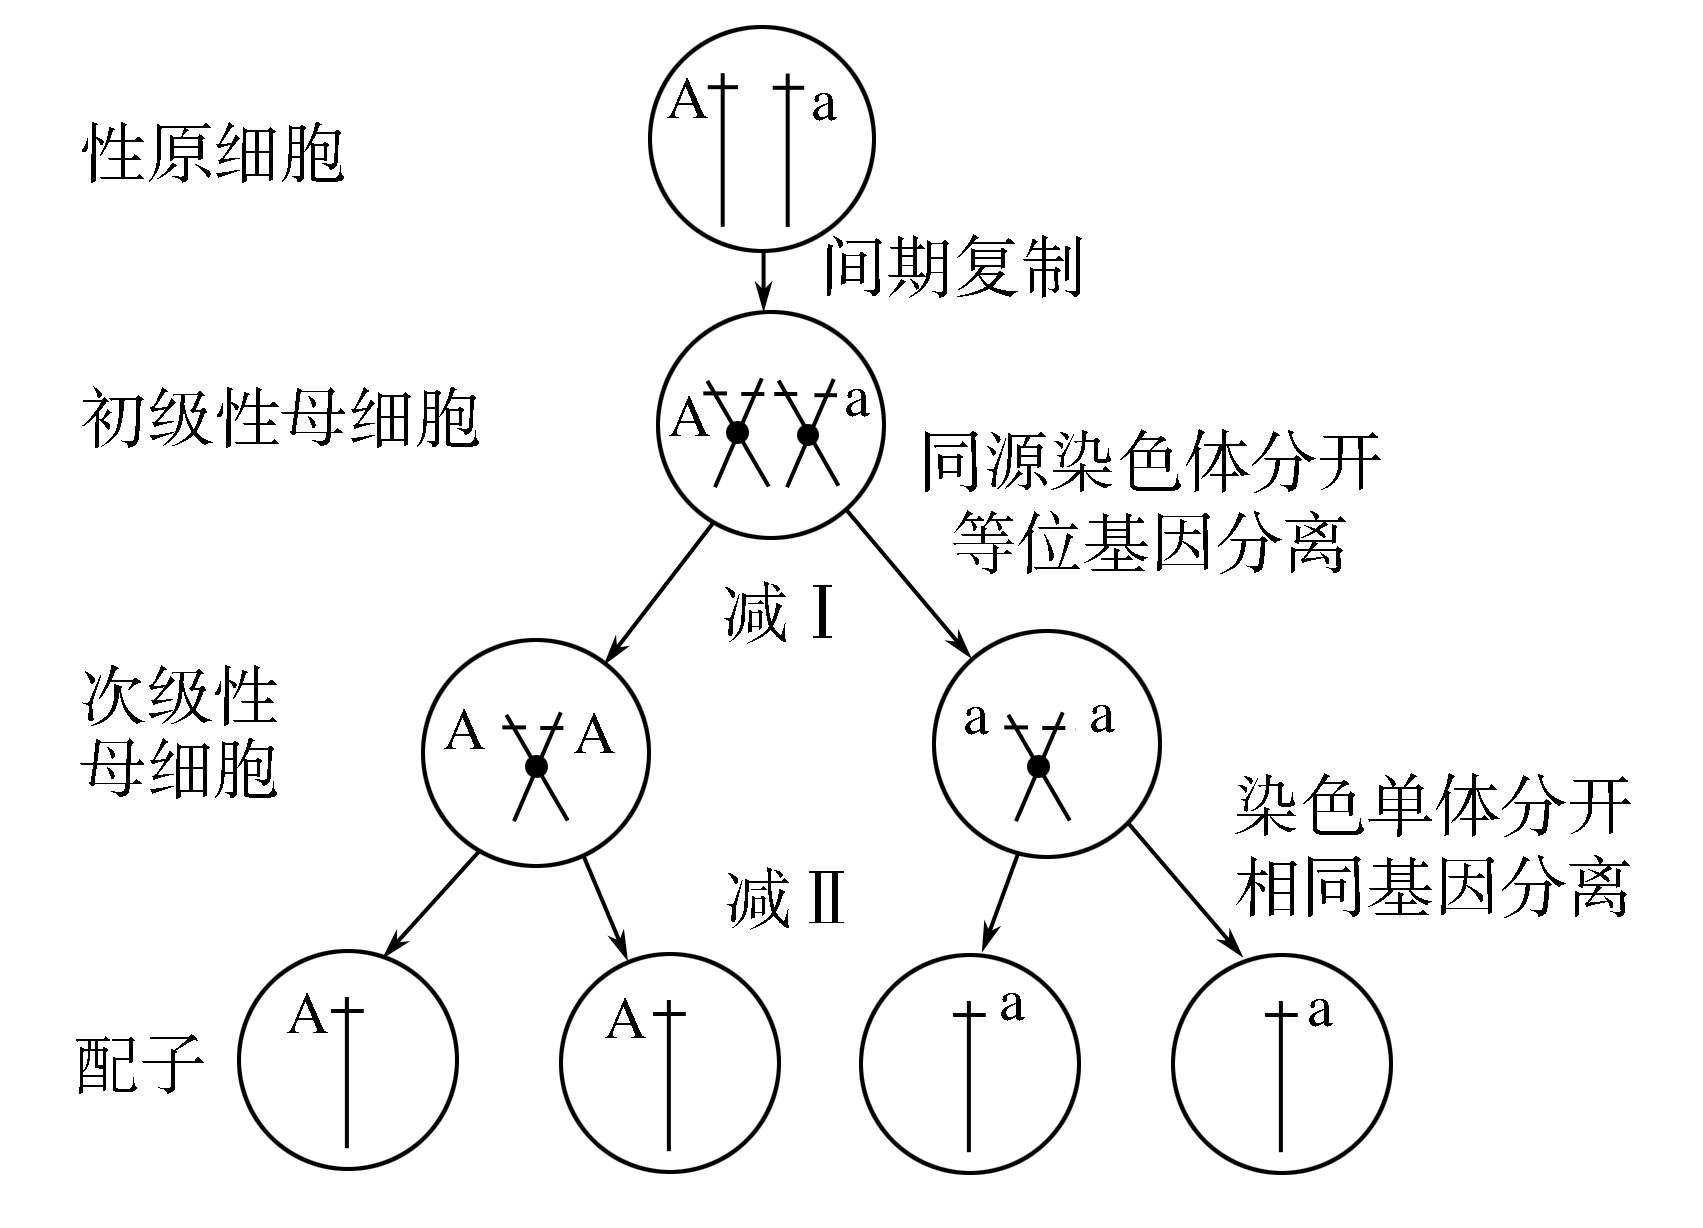 A a
性原细胞
间期复制
初级性母细胞
A a
同源染色体分开
等位基因分离
减Ⅰ
次级性
母细胞
A A
a a
染色单体分开
相同基因分离
减Ⅱ
配子
A
A
a
a